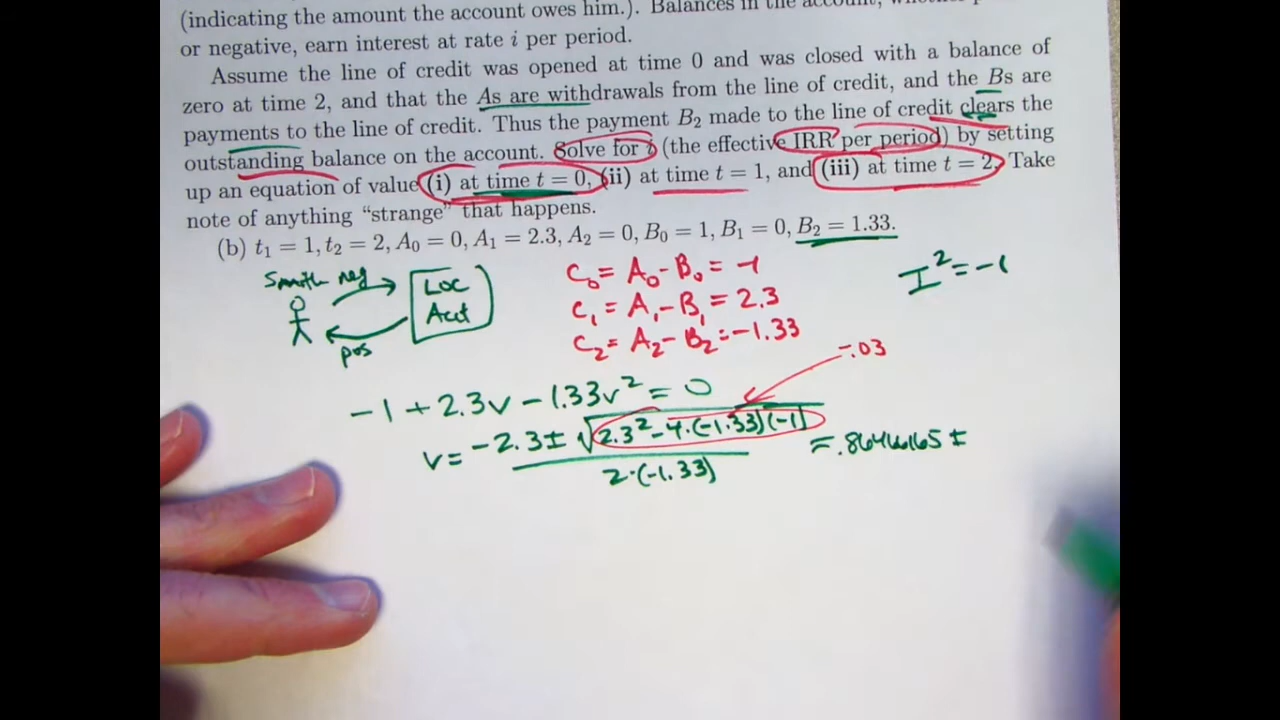 (indicating the amount the account owes him.). Balances in the account,
or negative, earn interest at rate i per period.
Assume the line of credit was opened at time 0 and was closed with a balance of
zero at time 2, and that the As are withdrawals from the line of credit, and the Bs are
payments to the line of credit. Thus the payment B₂ made to the line of credit clears the
outstanding balance on the account. Solve for i (the effective IRR per period) by setting
up an equation of value (i) at time t = 0, (ii) at time t = 1, and (iii) at time t = 2. Take
note of anything “strange” that happens.
(b) t₁ = 1, t₂ = 2, A₀ = 0, A₁ = 2.3, A₂ = 0, B₀ = 1, B₁ = 0, B₂ = 1.33.
Smith neg
LOC
Acct
pos
C₀ = A₀ - B₀ = -1
C₁ = A₁ - B₁ = 2.3
C₂ = A₂ - B₂ = -1.33
I² = -1
-.03
-1 + 2.3v - 1.33v² = 0
v = (-2.3 ± √(2.3² - 4·(-1.33)(-1))) / (2·(-1.33)) = .8646165 ±